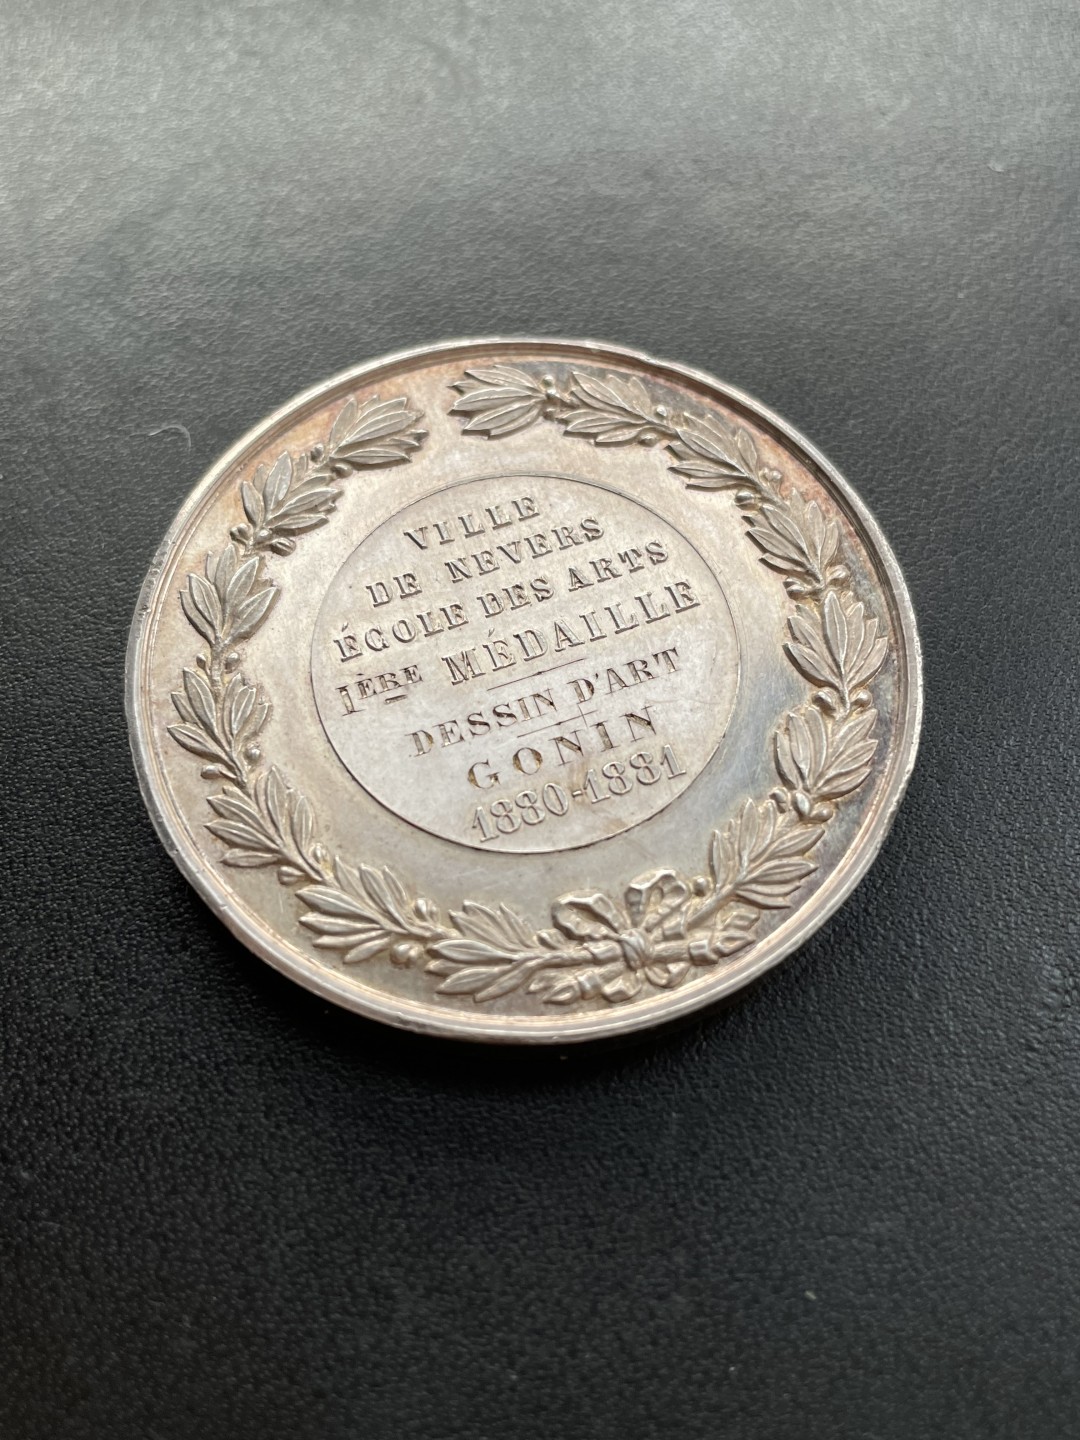 VILLE
DE NEVERS
ÉCOLE DES ARTS
1ÈRE MÉDAILLE
DESSIN D'ART
GONIN
1880-1881